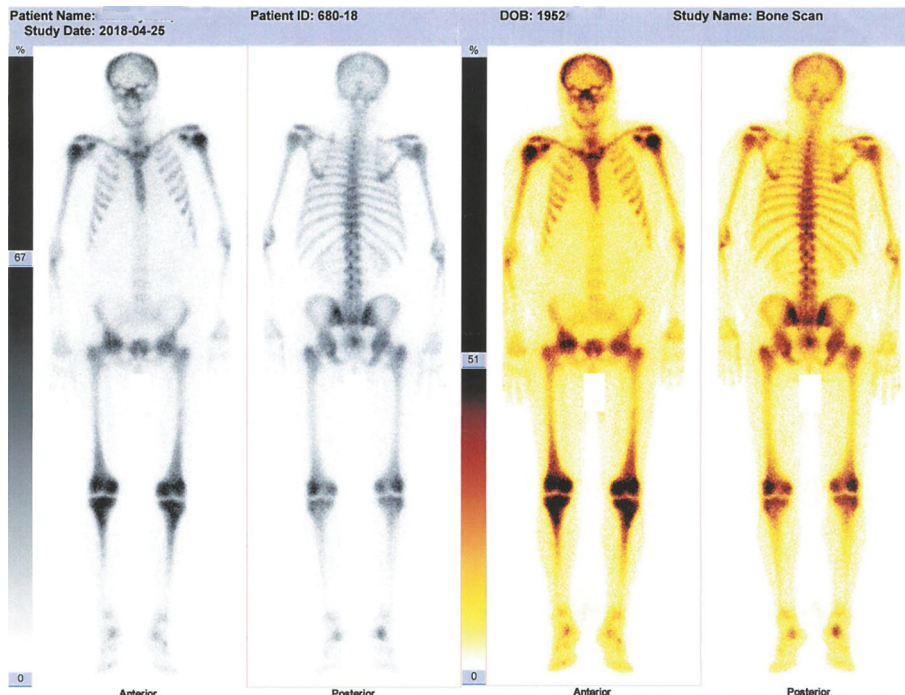 Patient Name: Patient ID: 680-18 DOB: 1952 Study Name: Bone Scan
Study Date: 2018-04-25
% %
67
51
0 0
Anterior Posterior Anterior Posterior